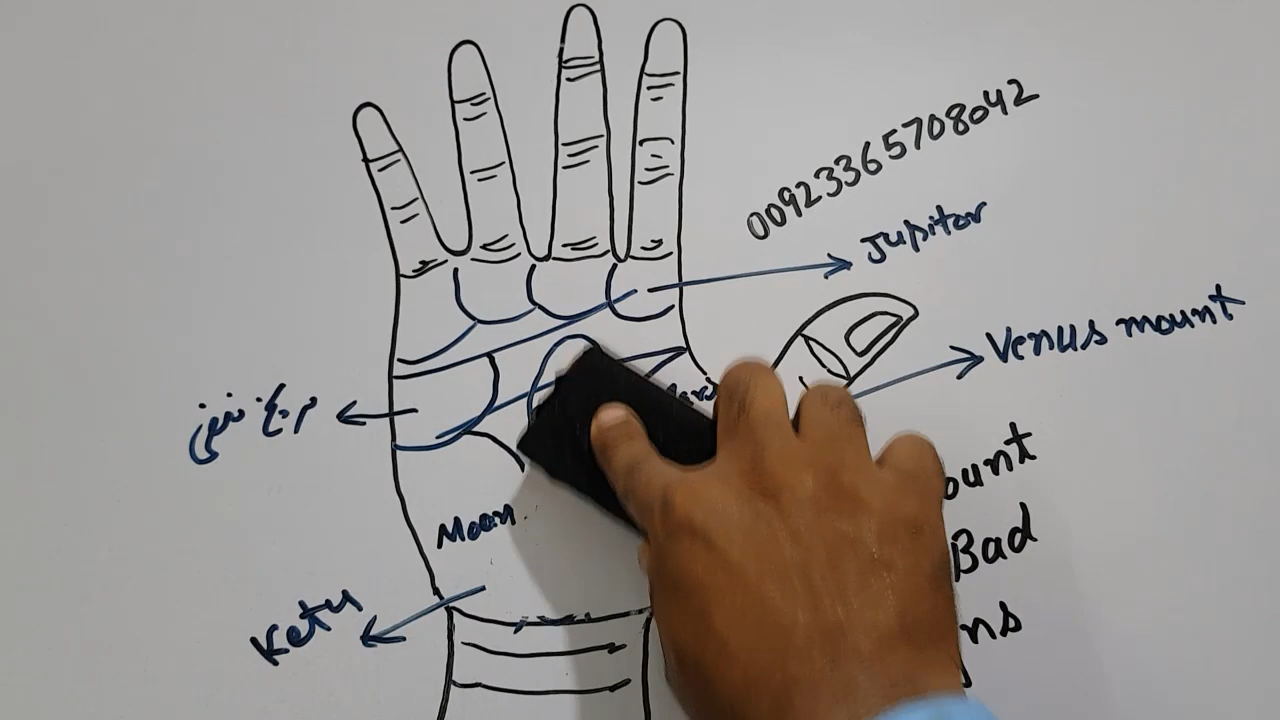 00923365708042
Jupitor
Venus mount
مریخ منفی
ount
Bad
Moon
ns
Ketu